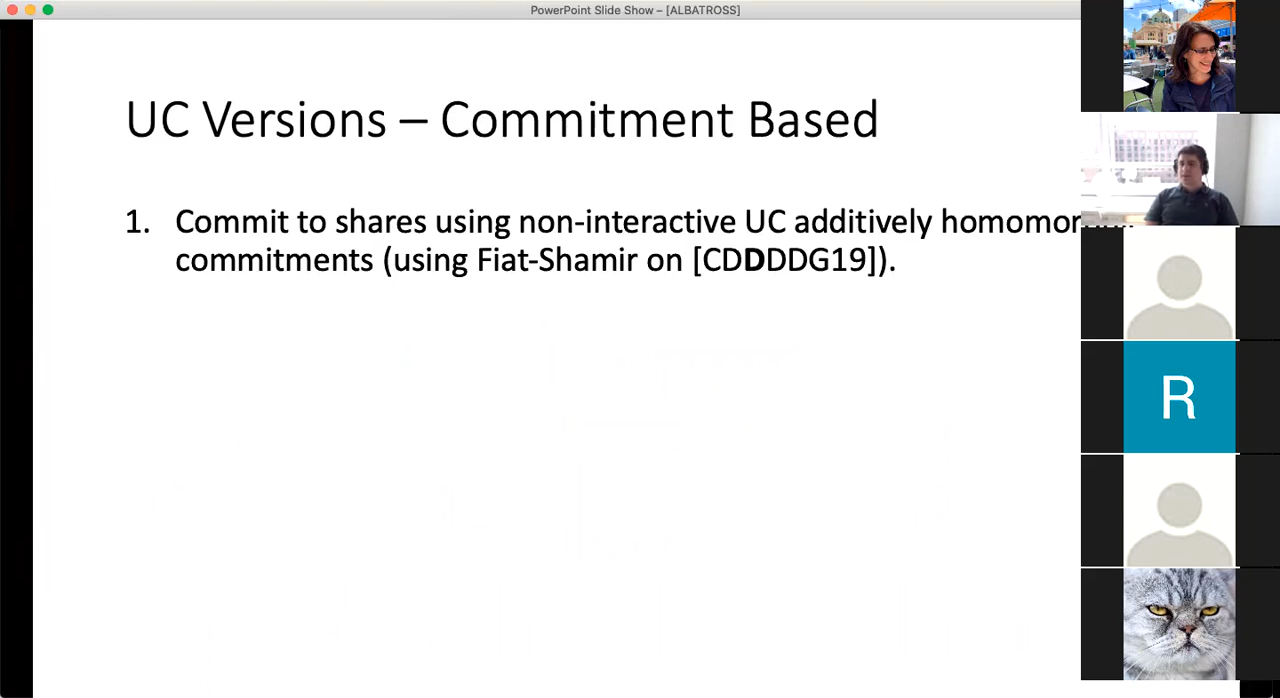 PowerPoint Slide Show – [ALBATROSS]
UC Versions – Commitment Based
1. Commit to shares using non-interactive UC additively
commitments (using Fiat-Shamir on [CDDDDG19]).
R